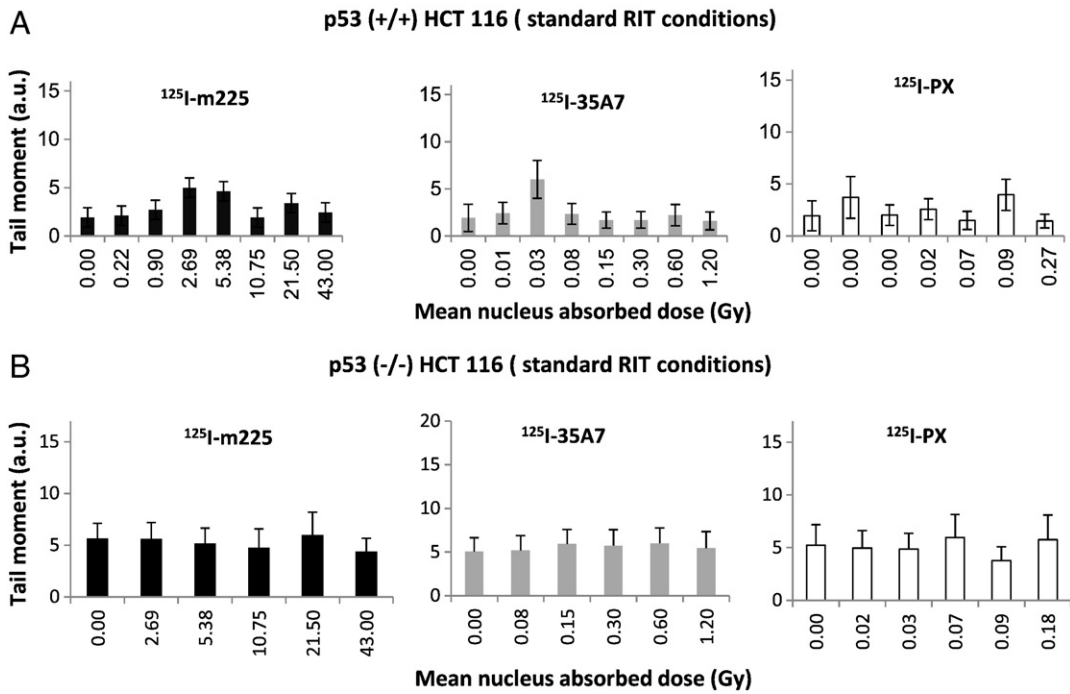 A
p53 (+/+) HCT 116 ( standard RIT conditions)
Tail moment (a.u.)
15
10
5
0
¹²⁵I-m225
0.00 0.22 0.90 2.69 5.38 10.75 21.50 43.00
15
10
5
0
¹²⁵I-35A7
0.00 0.01 0.03 0.08 0.15 0.30 0.60 1.20
15
10
5
0
¹²⁵I-PX
0.00 0.00 0.00 0.02 0.07 0.09 0.27
Mean nucleus absorbed dose (Gy)
B
p53 (-/-) HCT 116 ( standard RIT conditions)
Tail moment (a.u.)
15
10
5
0
¹²⁵I-m225
0.00 2.69 5.38 10.75 21.50 43.00
20
15
10
5
0
¹²⁵I-35A7
0.00 0.08 0.15 0.30 0.60 1.20
15
10
5
0
¹²⁵I-PX
0.00 0.02 0.03 0.07 0.09 0.18
Mean nucleus absorbed dose (Gy)